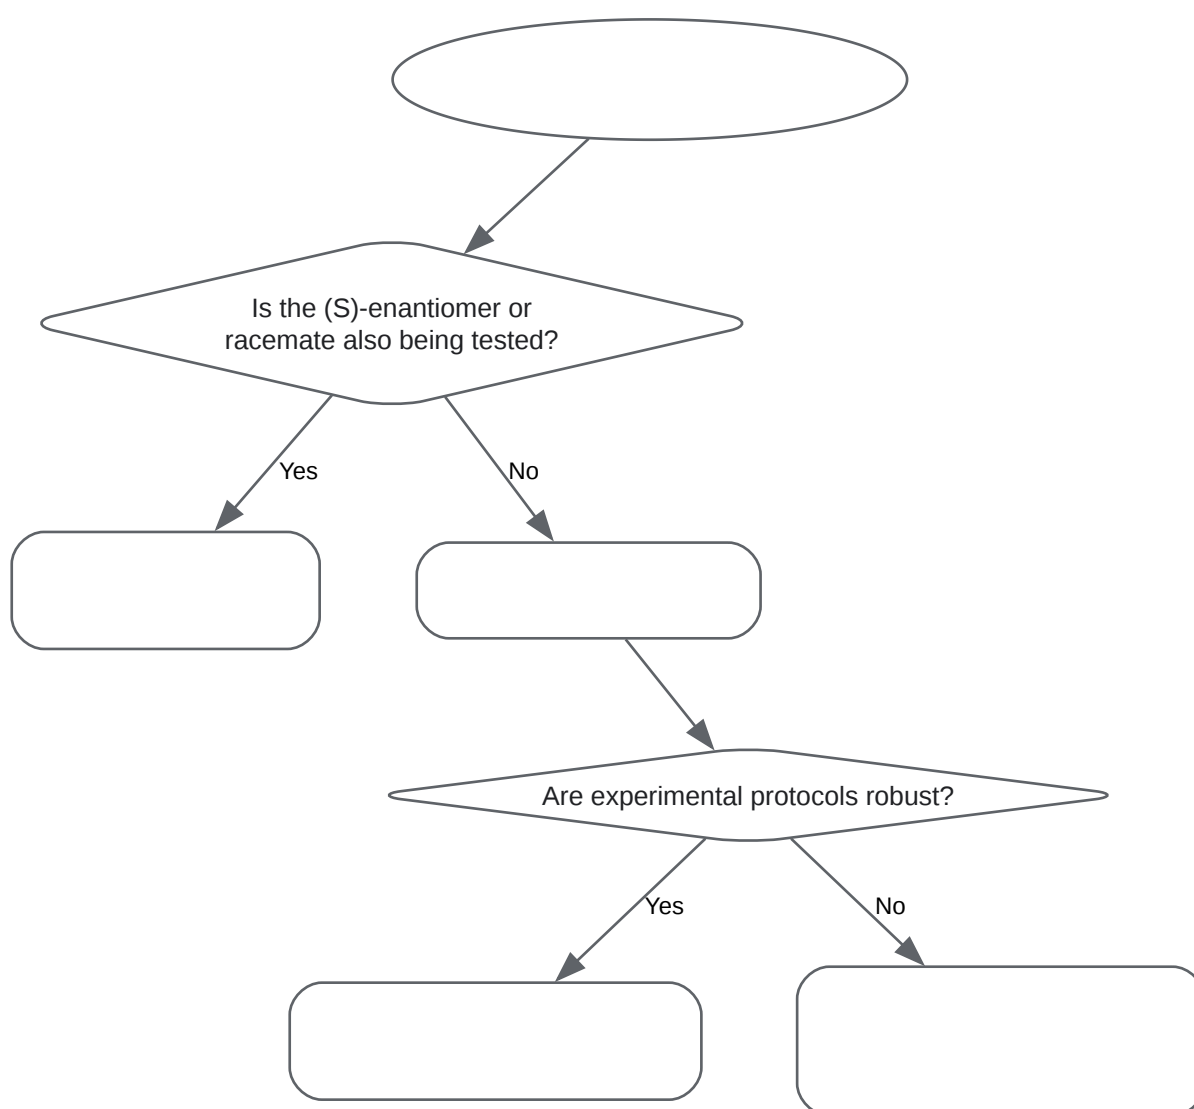 Is the (S)-enantiomer or
racemate also being tested?
Yes
No
Are experimental protocols robust?
Yes
No